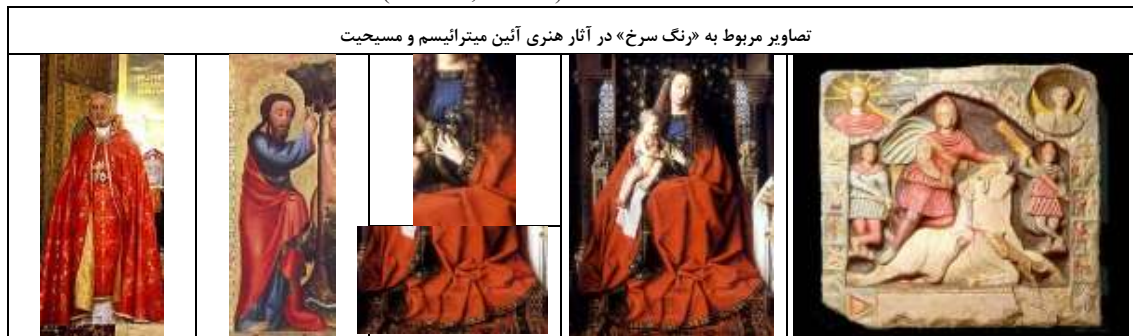 تصاویر مربوط به «رنگ سرخ» در آثار هنری آئین میترائیسم و مسیحیت